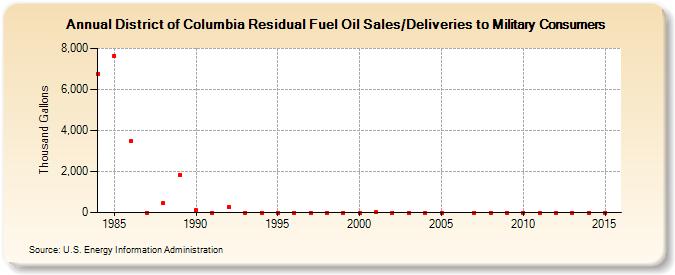 Annual District of Columbia Residual Fuel Oil Sales/Deliveries to Military Consumers
Thousand Gallons
8,000
6,000
4,000
2,000
0
1985 1990 1995 2000 2005 2010 2015
Source: U.S. Energy Information Administration